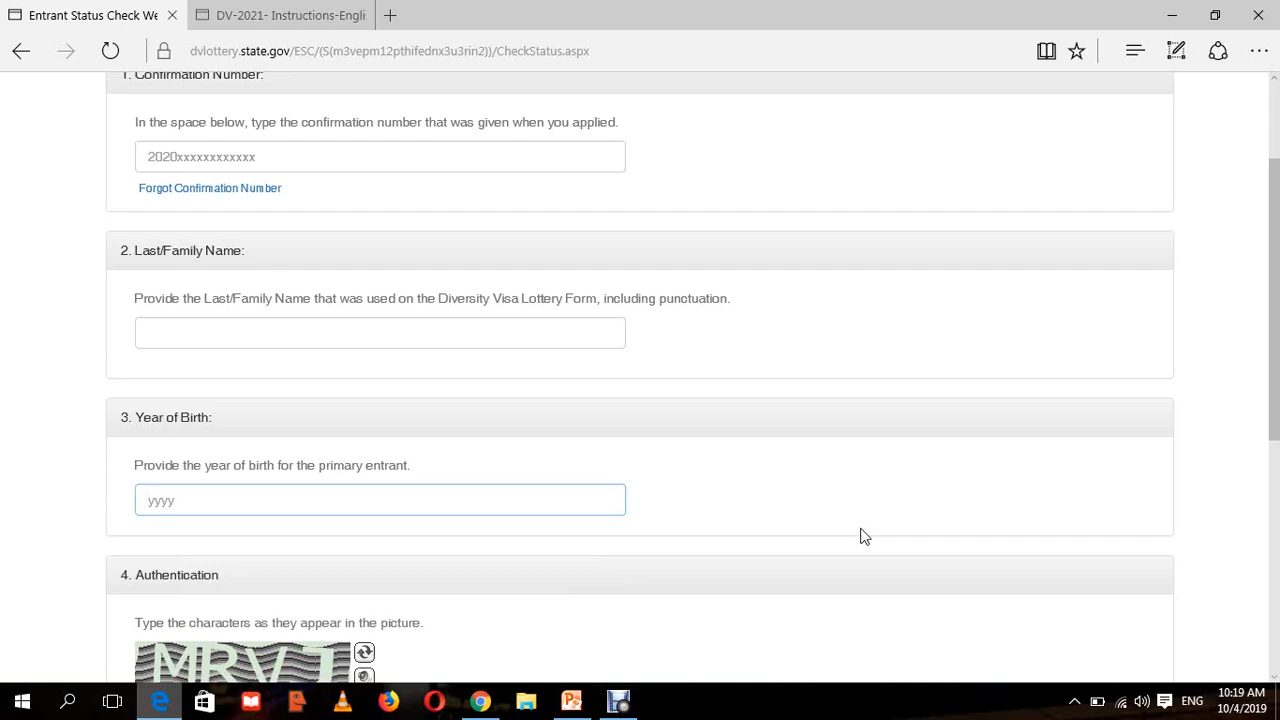 Entrant Status Check We
DV-2021- Instructions-Engli
dvlottery.state.gov/ESC/(S(m3vepm12pthifednx3u3rin2))/CheckStatus.aspx
1. Confirmation Number:
In the space below, type the confirmation number that was given when you applied.
2020xxxxxxxxxxxx
Forgot Confirmation Number
2. Last/Family Name:
Provide the Last/Family Name that was used on the Diversity Visa Lottery Form, including punctuation.
3. Year of Birth:
Provide the year of birth for the primary entrant.
yyyy
4. Authentication
Type the characters as they appear in the picture.
ENG
10:19 AM
10/4/2019